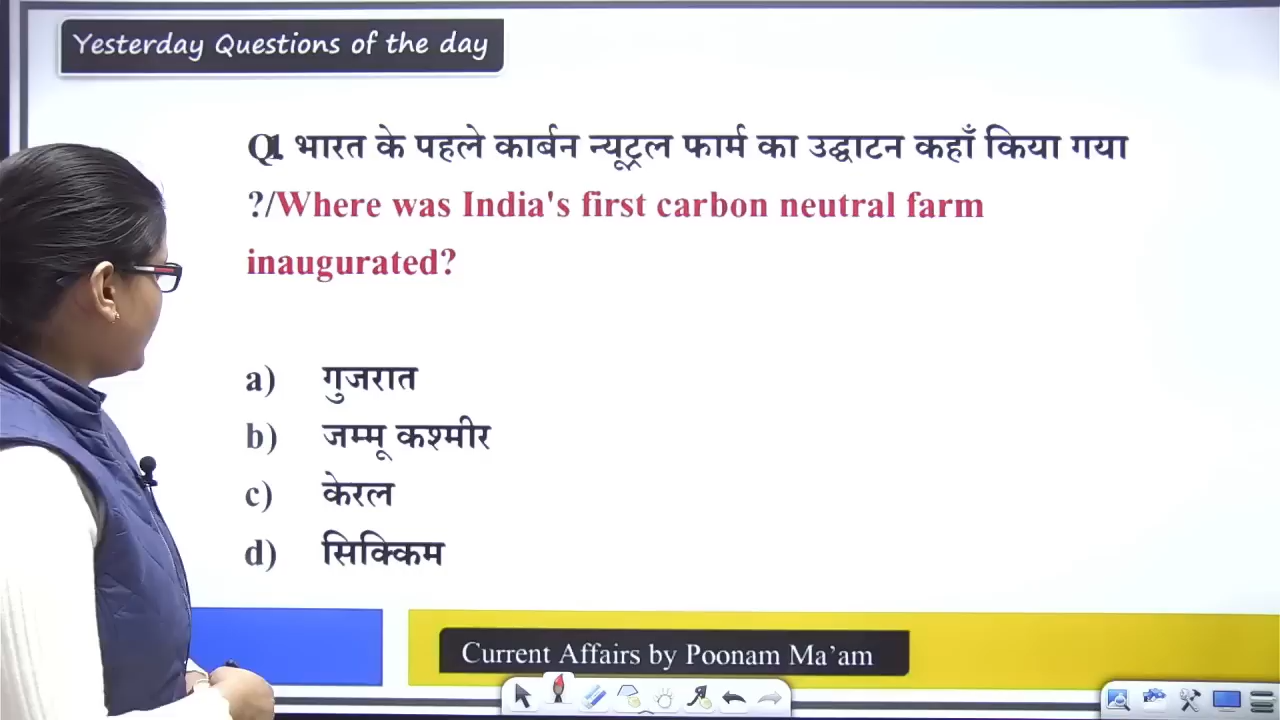 Yesterday Questions of the day
Q1. भारत के पहले कार्बन न्यूट्रल फार्म का उद्घाटन कहाँ किया गया
?/Where was India's first carbon neutral farm
inaugurated?
a) गुजरात
b) जम्मू कश्मीर
c) केरल
d) सिक्किम
Current Affairs by Poonam Ma’am